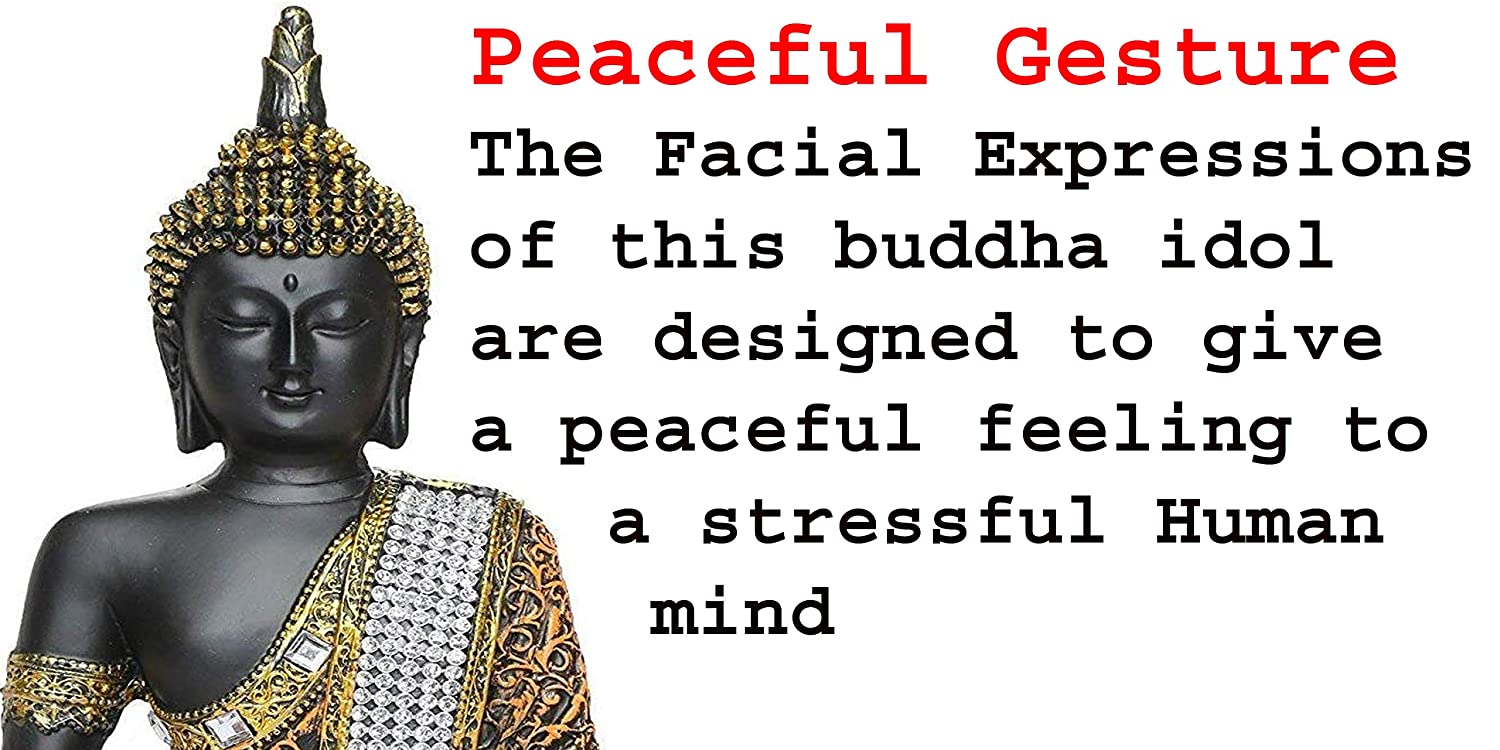 Peaceful Gesture
The Facial Expressions
of this buddha idol
are designed to give
a peaceful feeling to
a stressful Human
mind